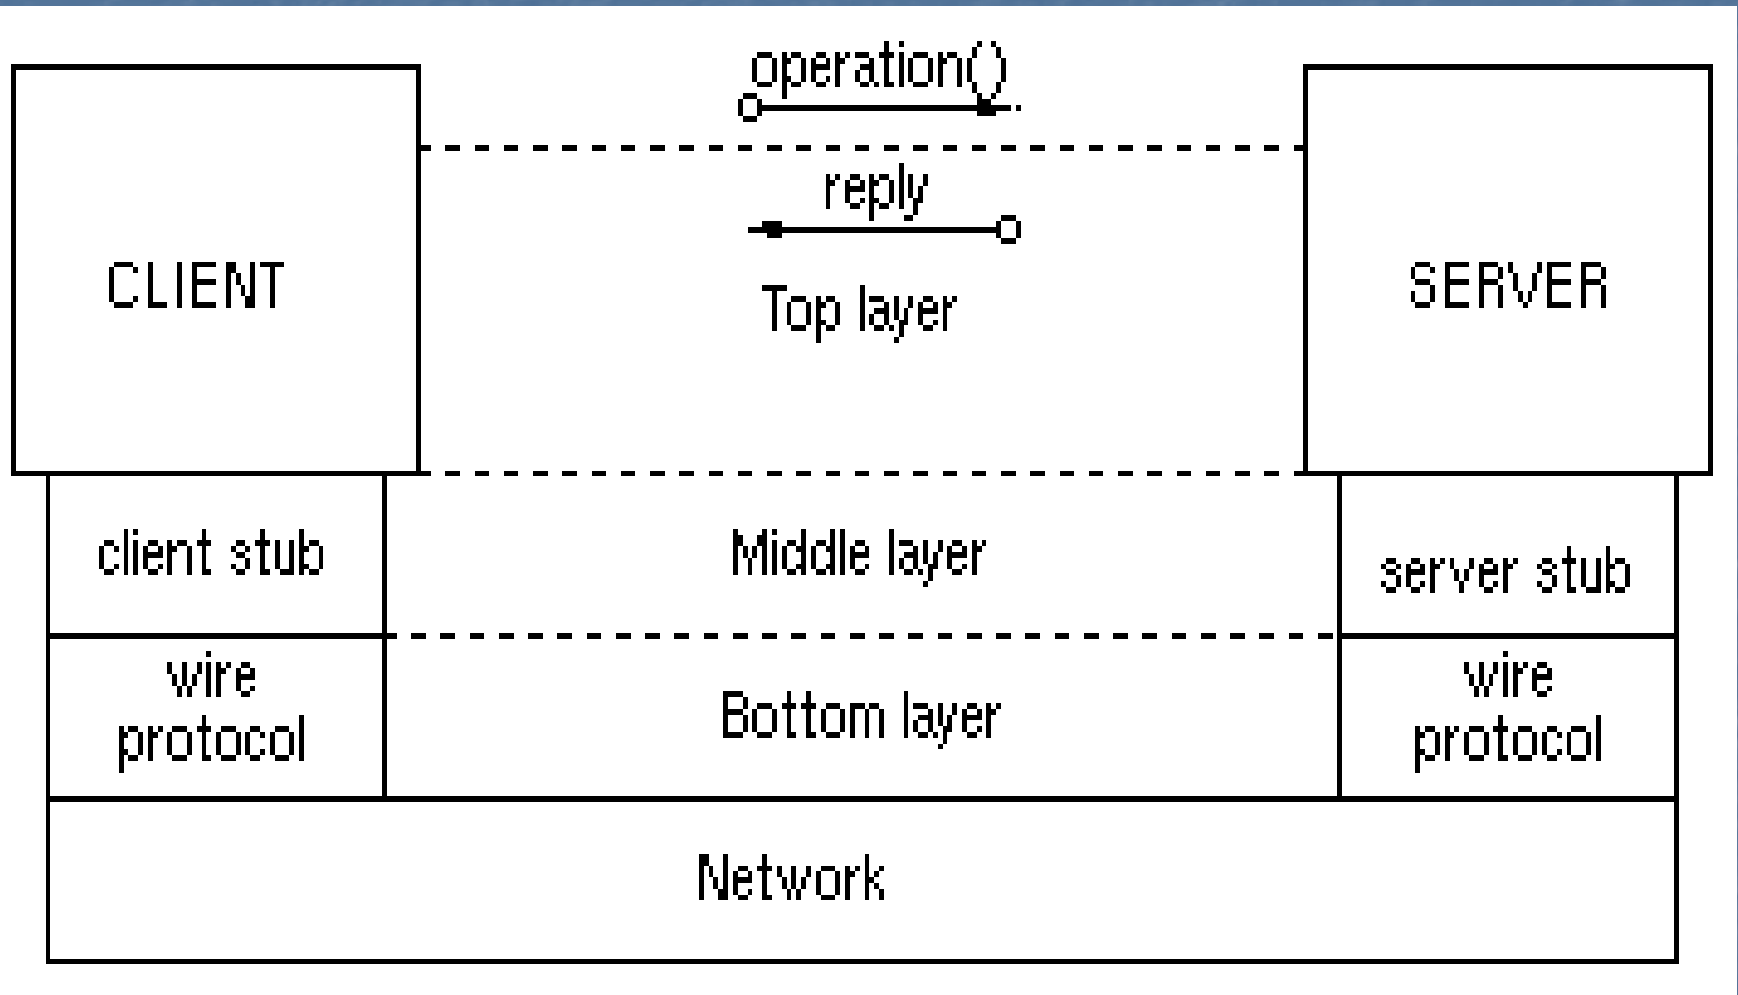 operation()
reply
CLIENT
Top layer
SERVER
client stub
Middle layer
server stub
wire
protocol
Bottom layer
wire
protocol
Network